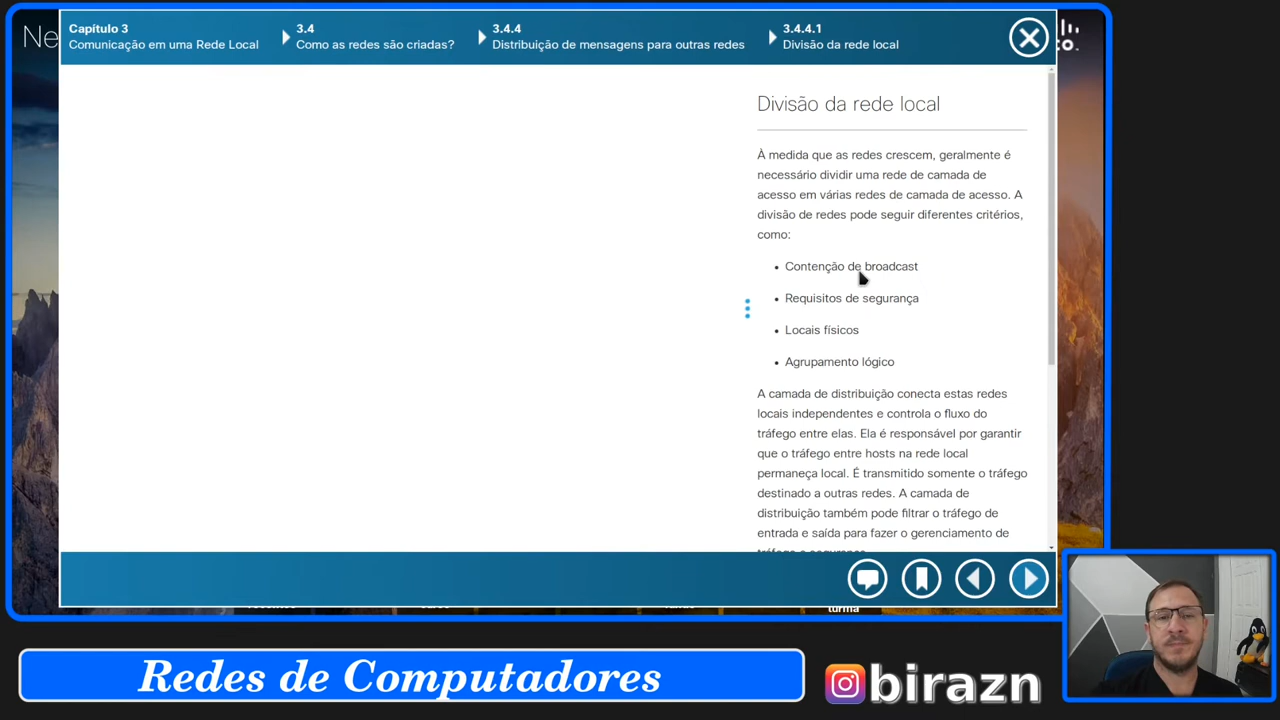 Ne
Capítulo 3
Comunicação em uma Rede Local
3.4
Como as redes são criadas?
3.4.4
Distribuição de mensagens para outras redes
3.4.4.1
Divisão da rede local
Divisão da rede local
À medida que as redes crescem, geralmente é
necessário dividir uma rede de camada de
acesso em várias redes de camada de acesso. A
divisão de redes pode seguir diferentes critérios,
como:
• Contenção de broadcast
• Requisitos de segurança
• Locais físicos
• Agrupamento lógico
A camada de distribuição conecta estas redes
locais independentes e controla o fluxo do
tráfego entre elas. Ela é responsável por garantir
que o tráfego entre hosts na rede local
permaneça local. É transmitido somente o tráfego
destinado a outras redes. A camada de
distribuição também pode filtrar o tráfego de
entrada e saída para fazer o gerenciamento de
turma
Redes de Computadores
birazn